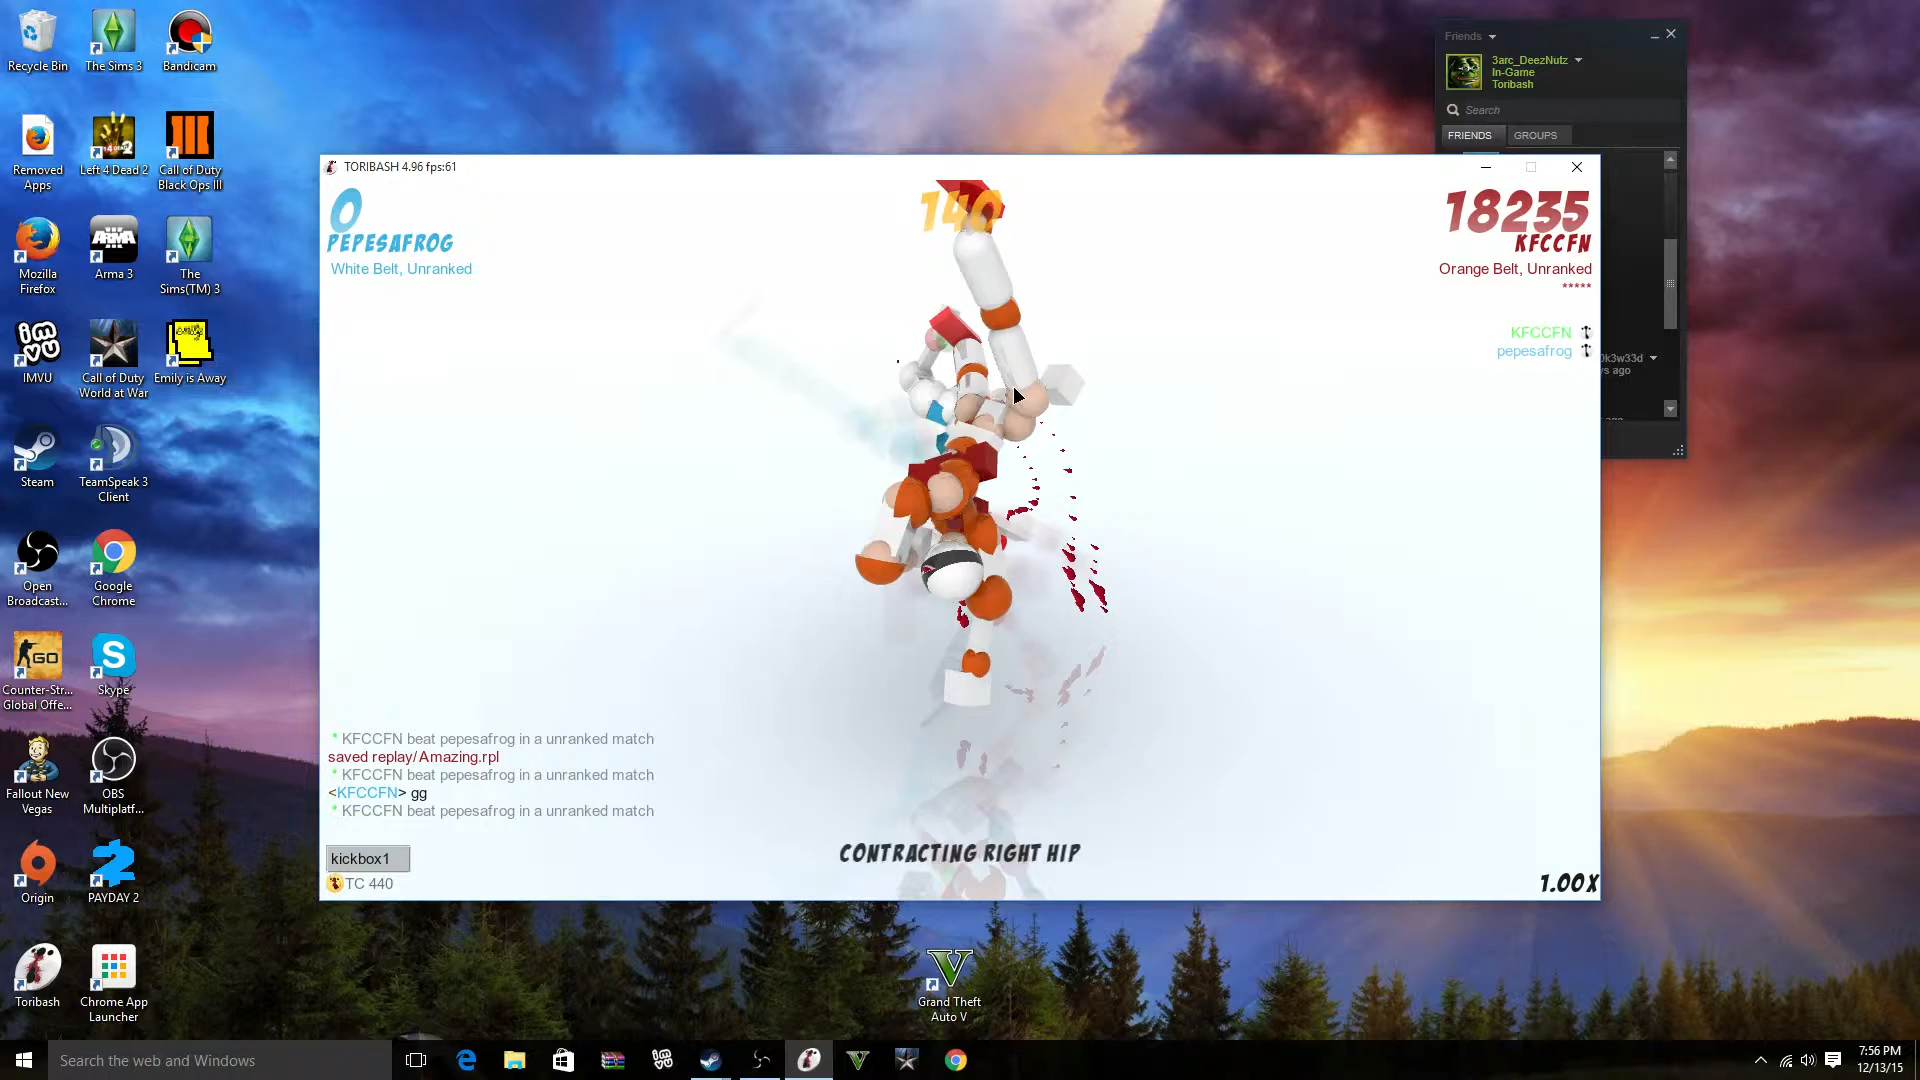 Recycle Bin
The Sims 3
Bandicam
Removed Apps
Left 4 Dead 2
Call of Duty Black Ops III
Mozilla Firefox
Arma 3
The Sims(TM) 3
IMVU
Call of Duty World at War
Emily is Away
Steam
TeamSpeak 3 Client
Open Broadcast...
Google Chrome
Counter-Str... Global Offe...
Skype
Fallout New Vegas
OBS Multiplatf...
Origin
PAYDAY 2
Toribash
Chrome App Launcher
Grand Theft Auto V
Friends
3arc_DeezNutz
In-Game
Toribash
Search
FRIENDS
GROUPS
TORIBASH 4.96 fps:61
0
PEPESAFROG
White Belt, Unranked
140
18235
KFCCFN
Orange Belt, Unranked
*****
KFCCFN
pepesafrog
* KFCCFN beat pepesafrog in a unranked match
saved replay/Amazing.rpl
* KFCCFN beat pepesafrog in a unranked match
<KFCCFN> gg
* KFCCFN beat pepesafrog in a unranked match
kickbox1
TC 440
CONTRACTING RIGHT HIP
1.00X
Search the web and Windows
7:56 PM
12/13/15